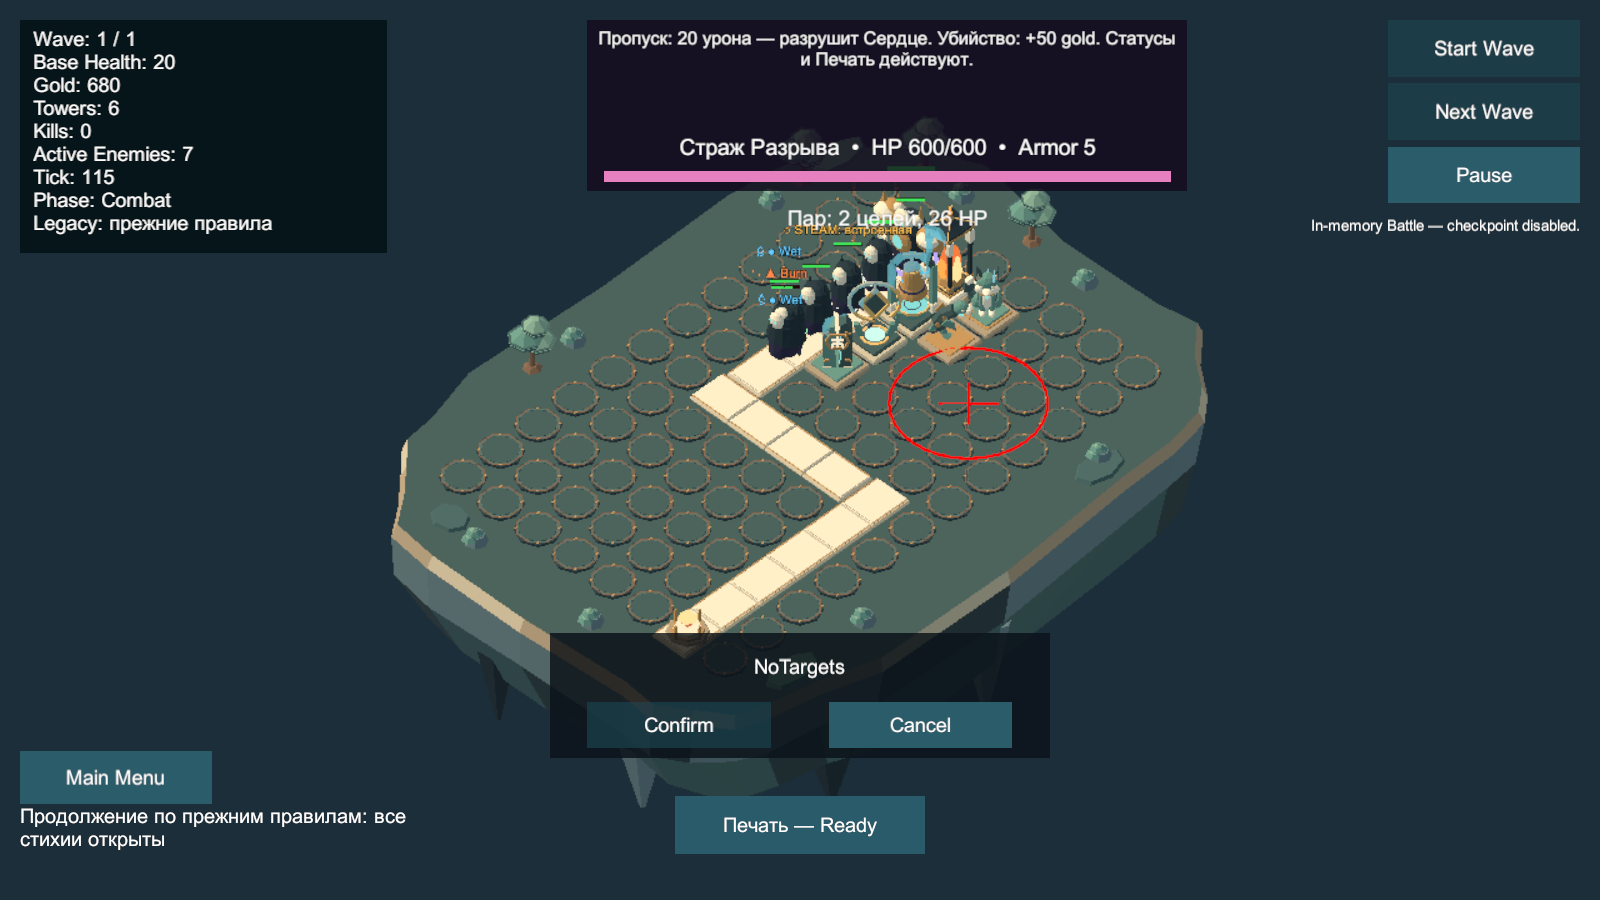 Wave: 1 / 1
Base Health: 20
Gold: 680
Towers: 6
Kills: 0
Active Enemies: 7
Tick: 115
Phase: Combat
Legacy: прежние правила
Пропуск: 20 урона — разрушит Сердце. Убийство: +50 gold. Статусы
и Печать действуют.
Страж Разрыва • HP 600/600 • Armor 5
Start Wave
Next Wave
Pause
In-memory Battle — checkpoint disabled.
Пар: 2 целей, 26 HP
STEAM: встроенная
Wet
Burn
Wet
NoTargets
Confirm
Cancel
Main Menu
Продолжение по прежним правилам: все
стихии открыты
Печать — Ready